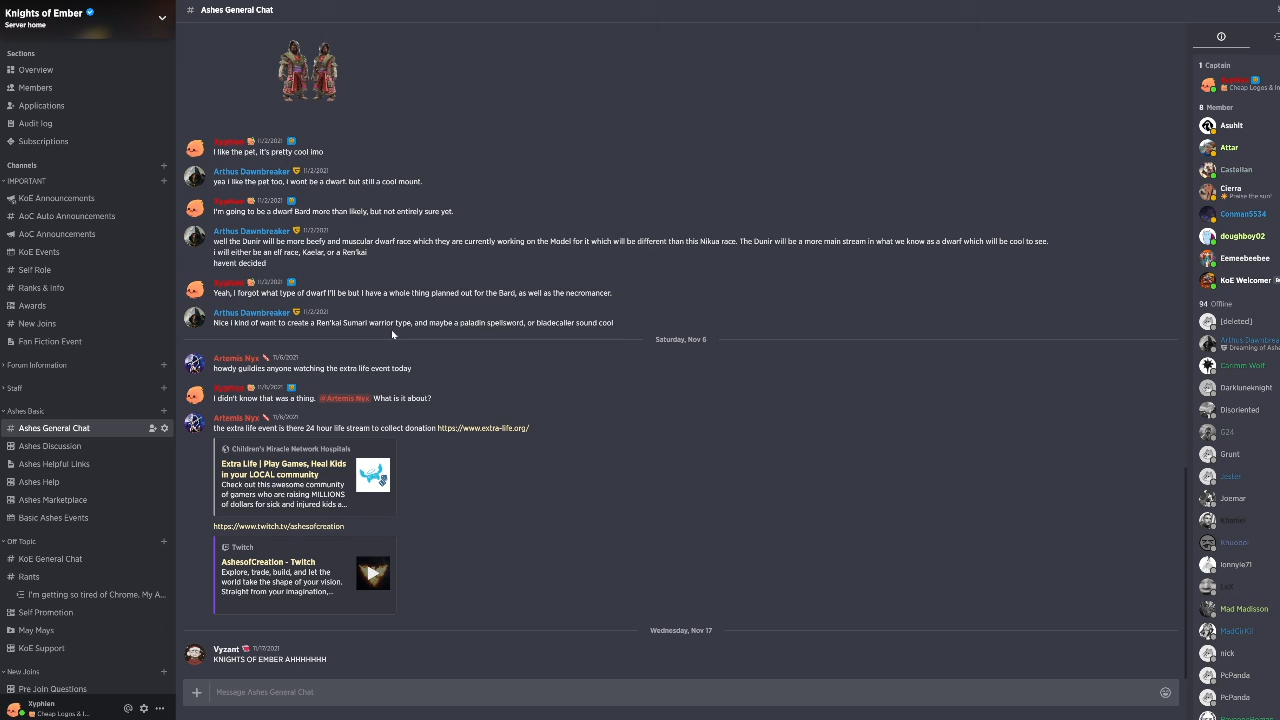 Knights of Ember
Server home
Sections
Overview
Members
Applications
Audit log
Subscriptions
Channels
IMPORTANT
KoE Announcements
AoC Auto Announcements
AoC Announcements
KoE Events
Self Role
Ranks & Info
Awards
New Joins
Fan Fiction Event
Forum Information
Staff
Ashes Basic
# Ashes General Chat
Ashes Discussion
Ashes Helpful Links
Ashes Help
Ashes Marketplace
Basic Ashes Events
Off Topic
# KoE General Chat
# Rants
I'm getting so tired of Chrome. My A...
Self Promotion
May Mays
KoE Support
New Joins
Pre Join Questions
Xyphien
Cheap Logos & I...
# Ashes General Chat
Xyphien 11/2/2021
I like the pet, it's pretty cool imo
Arthus Dawnbreaker 11/2/2021
yea i like the pet too, I wont be a dwarf. but still a cool mount.
Xyphien 11/2/2021
I'm going to be a dwarf Bard more than likely, but not entirely sure yet.
Arthus Dawnbreaker 11/2/2021
well the Dunir will be more beefy and muscular dwarf race which they are currently working on the Model for it which will be different than this Nikua race. The Dunir will be a more main stream in what we know as a dwarf which will be cool to see.
i will either be an elf race, Kaelar, or a Ren'kai
havent decided
Xyphien 11/2/2021
Yeah, I forgot what type of dwarf I'll be but I have a whole thing planned out for the Bard, as well as the necromancer.
Arthus Dawnbreaker 11/2/2021
Nice I kind of want to create a Ren'kai Sumari warrior type, and maybe a paladin spellsword, or bladecaller sound cool
Saturday, Nov 6
Artemis Nyx 11/6/2021
howdy guildies anyone watching the extra life event today
Xyphien 11/6/2021
I didn't know that was a thing. @Artemis Nyx What is it about?
Artemis Nyx 11/6/2021
the extra life event is there 24 hour life stream to collect donation https://www.extra-life.org/
Children's Miracle Network Hospitals
Extra Life | Play Games, Heal Kids
in your LOCAL community
Check out this awesome community
of gamers who are raising MILLIONS
of dollars for sick and injured kids a...
https://www.twitch.tv/ashesofcreation
Twitch
AshesofCreation - Twitch
Explore, trade, build, and let the
world take the shape of your vision.
Straight from your imagination,...
Wednesday, Nov 17
Vyzant 11/17/2021
KNIGHTS OF EMBER AHHHHHHH
Message Ashes General Chat
1 Captain
Xyphien
Cheap Logos & In
8 Member
Asuhit
Attar
Castellan
Cierra
Praise the sun!
Conman5534
doughboy02
Eemeebeebee
KoE Welcomer
94 Offline
[deleted]
Arthus Dawnbreaker
Dreaming of Ashe
Carimm Wolf
Darkluneknight
Disoriented
G24
Grunt
Jester
Joemar
Khamel
Khuodol
lonnyle71
LvX
Mad Madisson
MadCirKil
nick
PcPanda
PcPanda